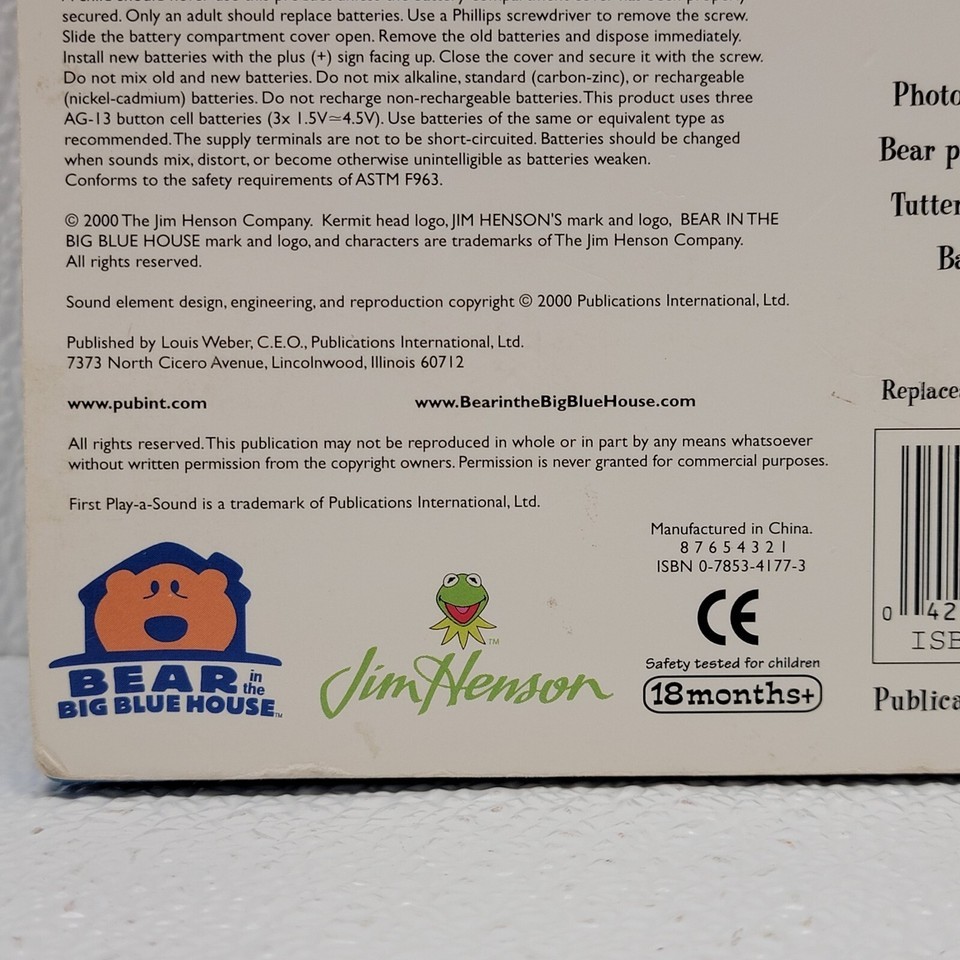 secured. Only an adult should replace batteries. Use a Phillips screwdriver to remove the screw.
Slide the battery compartment cover open. Remove the old batteries and dispose immediately.
Install new batteries with the plus (+) sign facing up. Close the cover and secure it with the screw.
Do not mix old and new batteries. Do not mix alkaline, standard (carbon-zinc), or rechargeable
(nickel-cadmium) batteries. Do not recharge non-rechargeable batteries. This product uses three
AG-13 button cell batteries (3x 1.5V⎓4.5V). Use batteries of the same or equivalent type as
recommended. The supply terminals are not to be short-circuited. Batteries should be changed
when sounds mix, distort, or become otherwise unintelligible as batteries weaken.
Conforms to the safety requirements of ASTM F963.
© 2000 The Jim Henson Company. Kermit head logo, JIM HENSON'S mark and logo, BEAR IN THE
BIG BLUE HOUSE mark and logo, and characters are trademarks of The Jim Henson Company.
All rights reserved.
Sound element design, engineering, and reproduction copyright © 2000 Publications International, Ltd.
Published by Louis Weber, C.E.O., Publications International, Ltd.
7373 North Cicero Avenue, Lincolnwood, Illinois 60712
www.pubint.com www.BearintheBigBlueHouse.com
All rights reserved. This publication may not be reproduced in whole or in part by any means whatsoever
without written permission from the copyright owners. Permission is never granted for commercial purposes.
First Play-a-Sound is a trademark of Publications International, Ltd.
Manufactured in China.
8 7 6 5 4 3 2 1
ISBN 0-7853-4177-3
CE
Safety tested for children
18 months+
BEAR in the
BIG BLUE HOUSE™
Jim Henson™
Photo
Bear p
Tutter
Ba
Replace
0 42
ISB
Publica